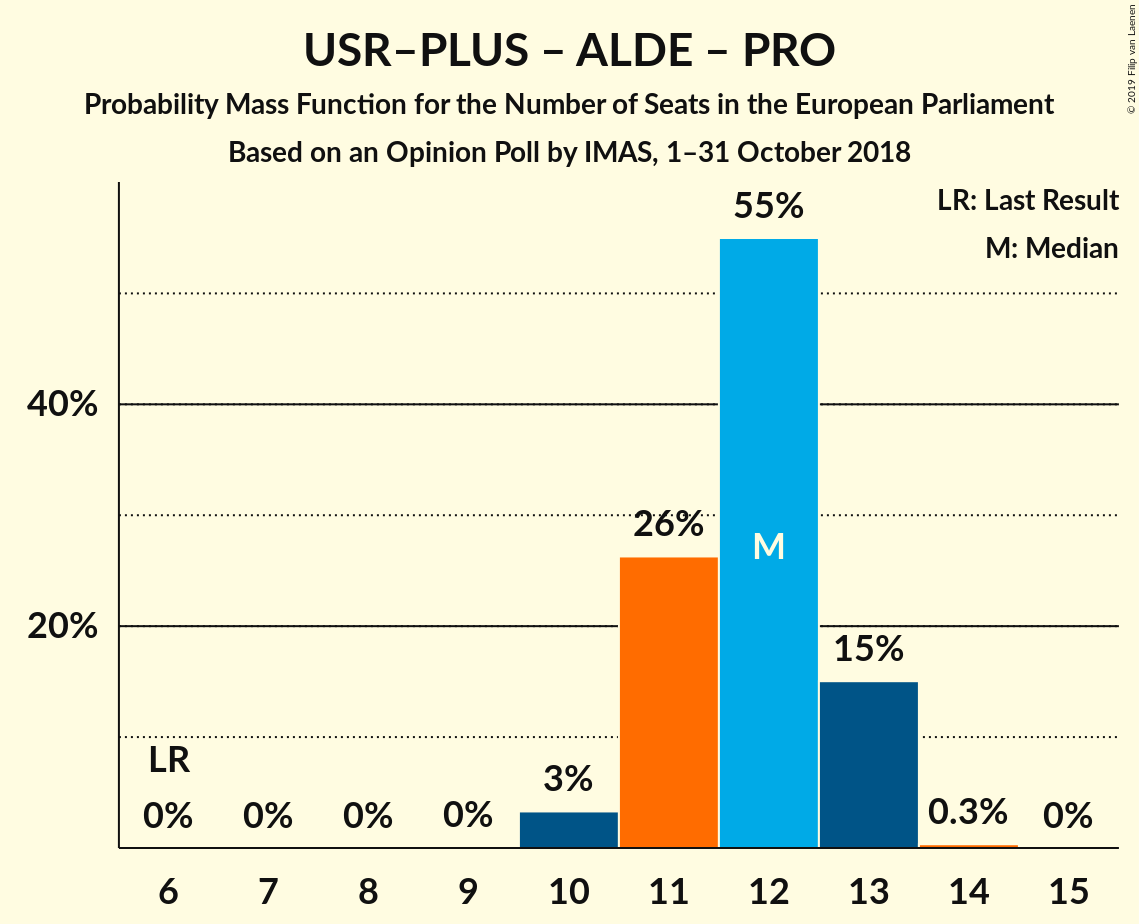 USR–PLUS – ALDE – PRO
Probability Mass Function for the Number of Seats in the European Parliament
Based on an Opinion Poll by IMAS, 1–31 October 2018
© 2019 Filip van Laenen
LR: Last Result
M: Median
55%
40%
26%
M
20%
15%
LR
3%
0% 0% 0% 0% 0.3% 0%
6 7 8 9 10 11 12 13 14 15